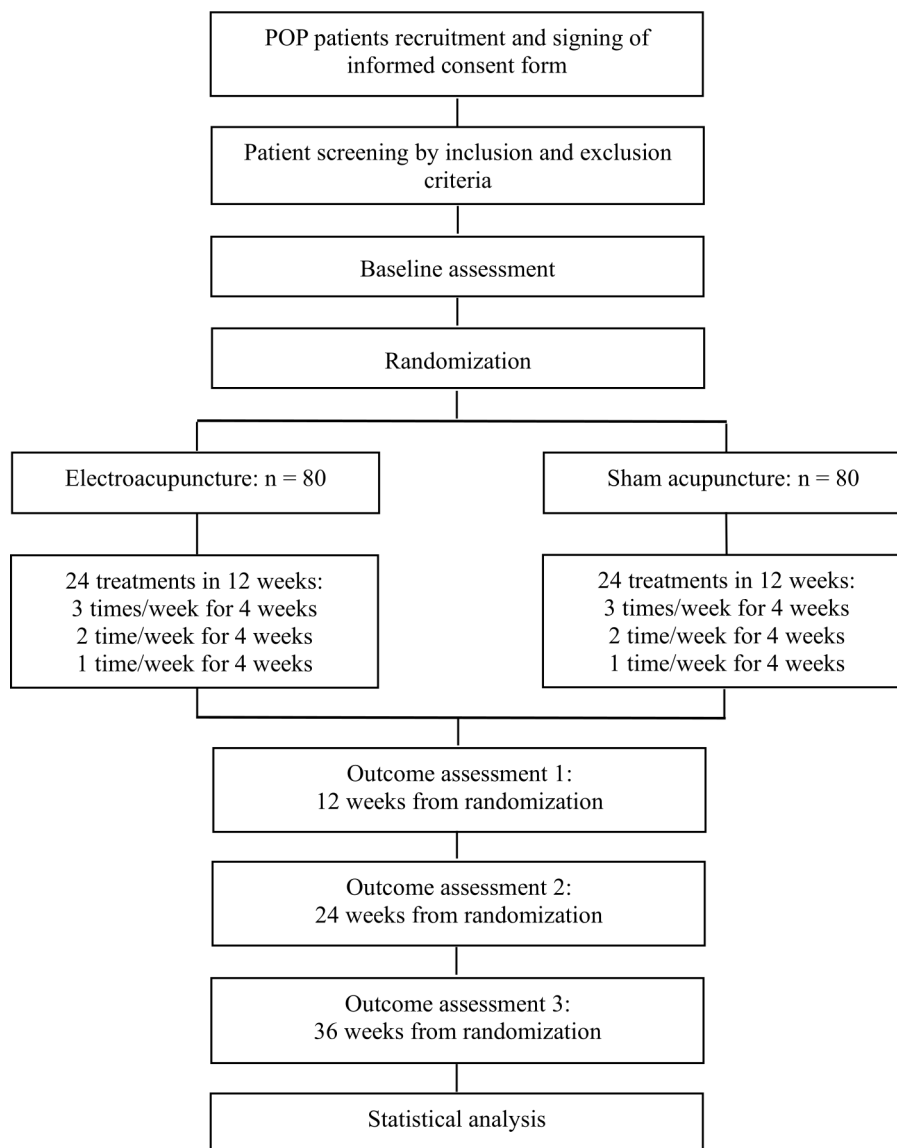 POP patients recruitment and signing of
informed consent form
Patient screening by inclusion and exclusion
criteria
Baseline assessment
Randomization
Electroacupuncture: n = 80
Sham acupuncture: n = 80
24 treatments in 12 weeks:
3 times/week for 4 weeks
2 time/week for 4 weeks
1 time/week for 4 weeks
24 treatments in 12 weeks:
3 times/week for 4 weeks
2 time/week for 4 weeks
1 time/week for 4 weeks
Outcome assessment 1:
12 weeks from randomization
Outcome assessment 2:
24 weeks from randomization
Outcome assessment 3:
36 weeks from randomization
Statistical analysis